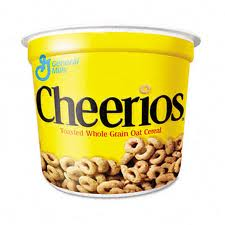 General
Mills
Cheerios
Toasted Whole Grain Oat Cereal